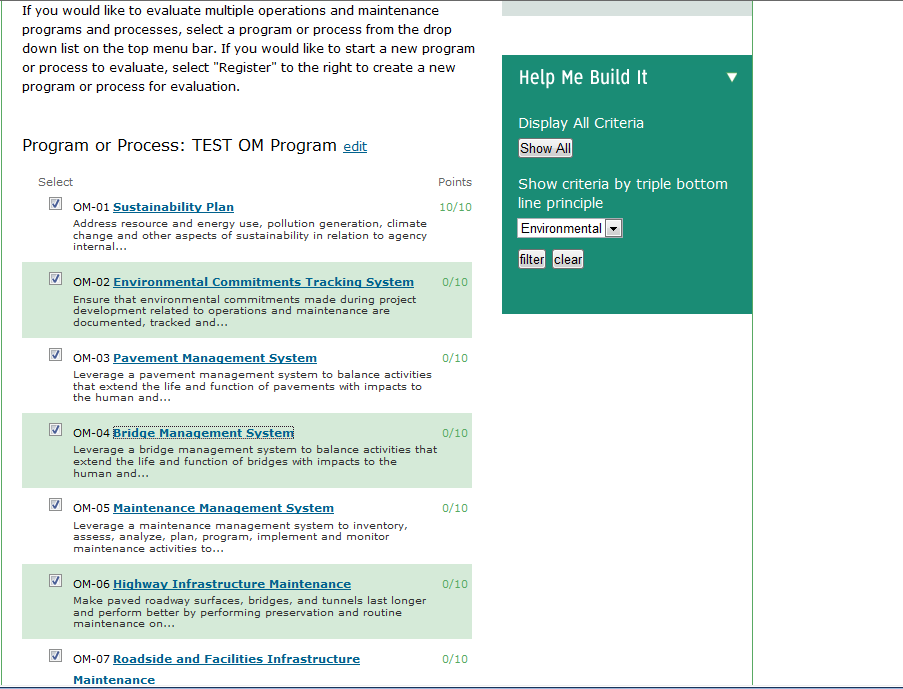 If you would like to evaluate multiple operations and maintenance
programs and processes, select a program or process from the drop
down list on the top menu bar. If you would like to start a new program
or process to evaluate, select "Register" to the right to create a new
program or process for evaluation.
Program or Process: TEST OM Program edit
Select Points
OM-01 Sustainability Plan 10/10
Address resource and energy use, pollution generation, climate
change and other aspects of sustainability in relation to agency
internal...
OM-02 Environmental Commitments Tracking System 0/10
Ensure that environmental commitments made during project
development related to operations and maintenance are
documented, tracked and...
OM-03 Pavement Management System 0/10
Leverage a pavement management system to balance activities
that extend the life and function of pavements with impacts to
the human and...
OM-04 Bridge Management System 0/10
Leverage a bridge management system to balance activities that
extend the life and function of bridges with impacts to the
human and...
OM-05 Maintenance Management System 0/10
Leverage a maintenance management system to inventory,
assess, analyze, plan, program, implement and monitor
maintenance activities to...
OM-06 Highway Infrastructure Maintenance 0/10
Make paved roadway surfaces, bridges, and tunnels last longer
and perform better by performing preservation and routine
maintenance on...
OM-07 Roadside and Facilities Infrastructure 0/10
Maintenance
Help Me Build It
Display All Criteria
Show All
Show criteria by triple bottom
line principle
Environmental
filter clear